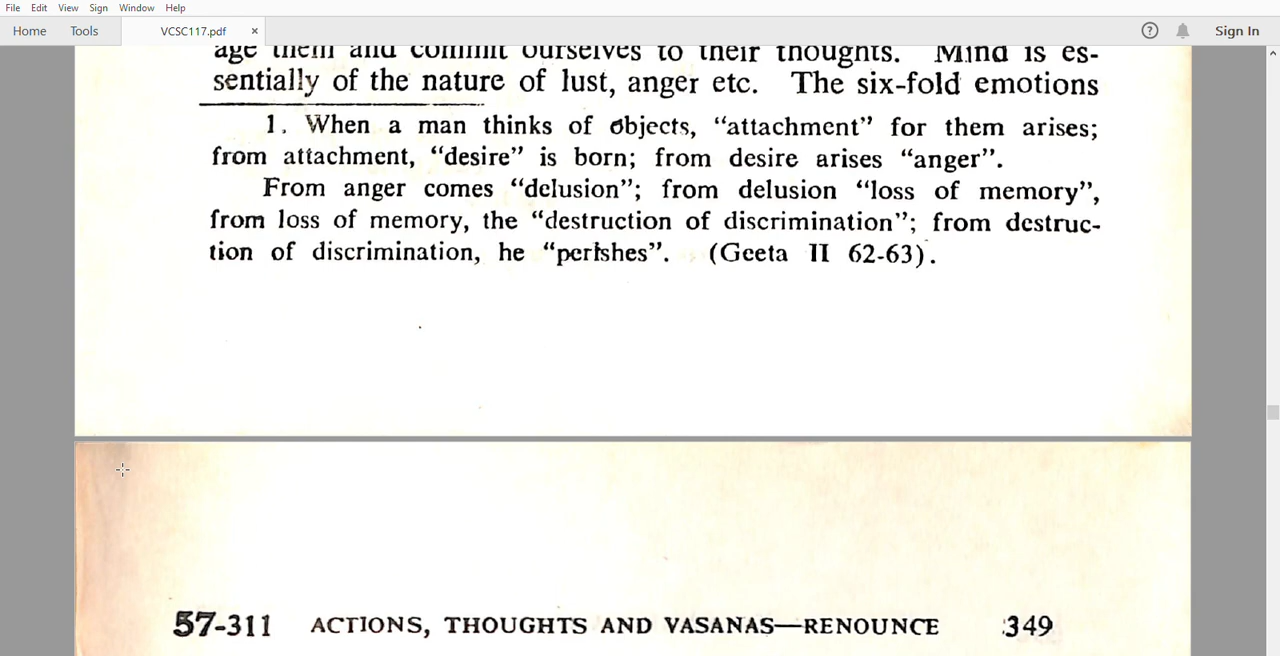 File Edit View Sign Window Help
Home Tools VCSC117.pdf × ? Sign In
age them and commit ourselves to their thoughts. Mind is es-
sentially of the nature of lust, anger etc. The six-fold emotions
1. When a man thinks of objects, “attachment” for them arises;
from attachment, “desire” is born; from desire arises “anger”.
From anger comes “delusion”; from delusion “loss of memory”,
from loss of memory, the “destruction of discrimination”; from destruc-
tion of discrimination, he “perishes”. (Geeta II 62-63).
57-311 ACTIONS, THOUGHTS AND VASANAS—RENOUNCE 349